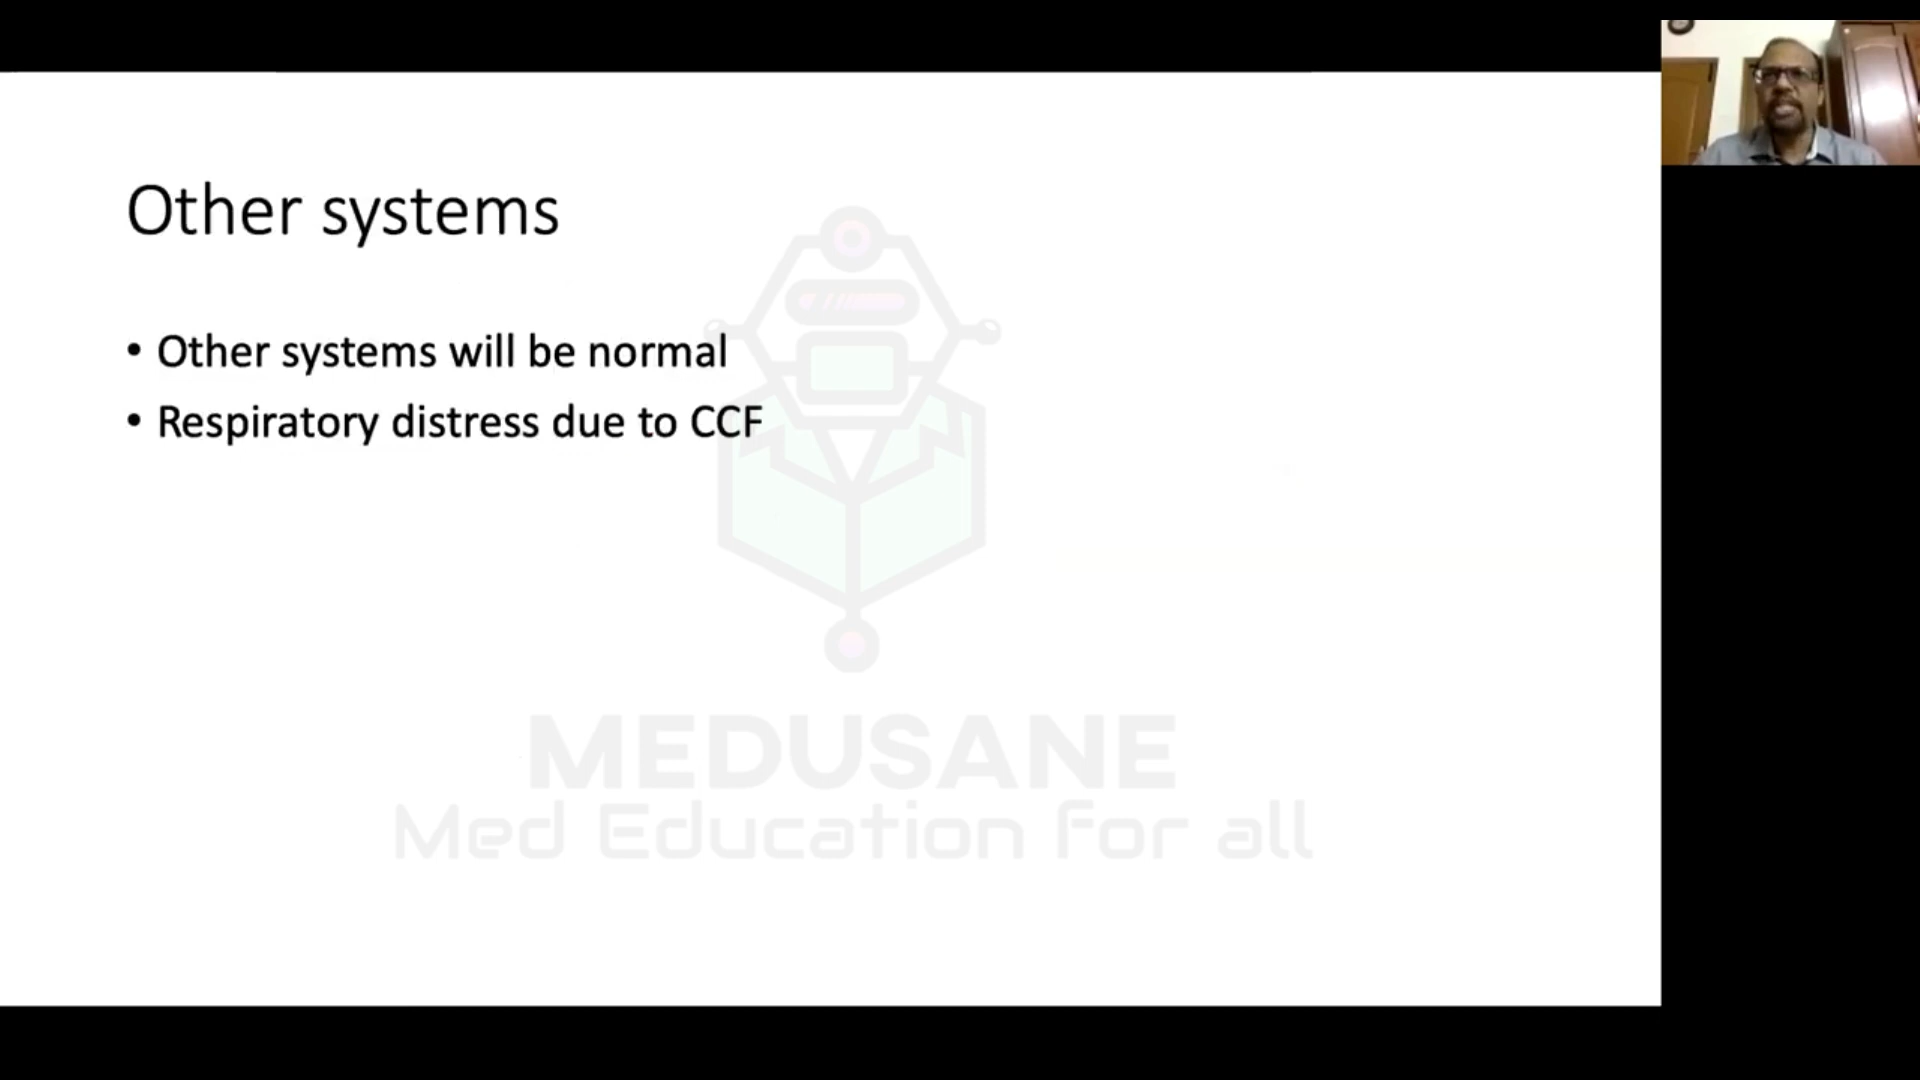 Other systems
• Other systems will be normal
• Respiratory distress due to CCF
MEDUSANE
Med Education for all